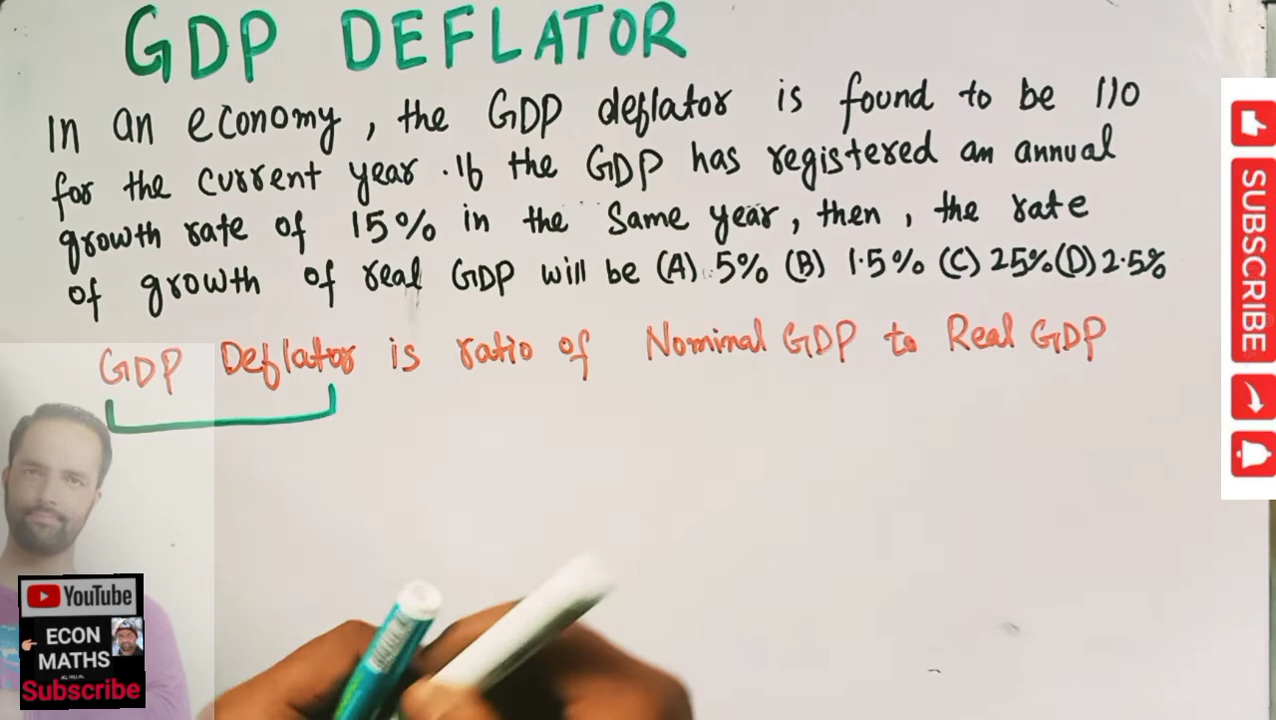 GDP DEFLATOR
In an economy, the GDP deflator is found to be 110
for the current year. If the GDP has registered an annual
growth rate of 15% in the same year, then, the rate
of growth of real GDP will be (A) 5% (B) 1.5% (C) 25% (D) 2.5%
GDP Deflator is ratio of Nominal GDP to Real GDP
SUBSCRIBE
YouTube
ECON
MATHS
Subscribe